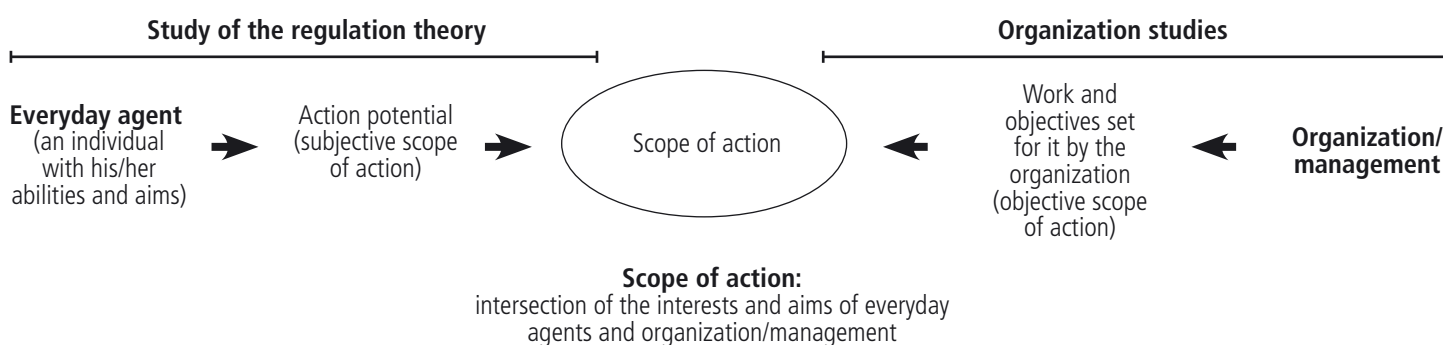 Study of the regulation theory
Organization studies
Everyday agent
(an individual
with his/her
abilities and aims)
Action potential
(subjective scope
of action)
Scope of action
Work and
objectives set
for it by the
organization
(objective scope
of action)
Organization/
management
Scope of action:
intersection of the interests and aims of everyday
agents and organization/management